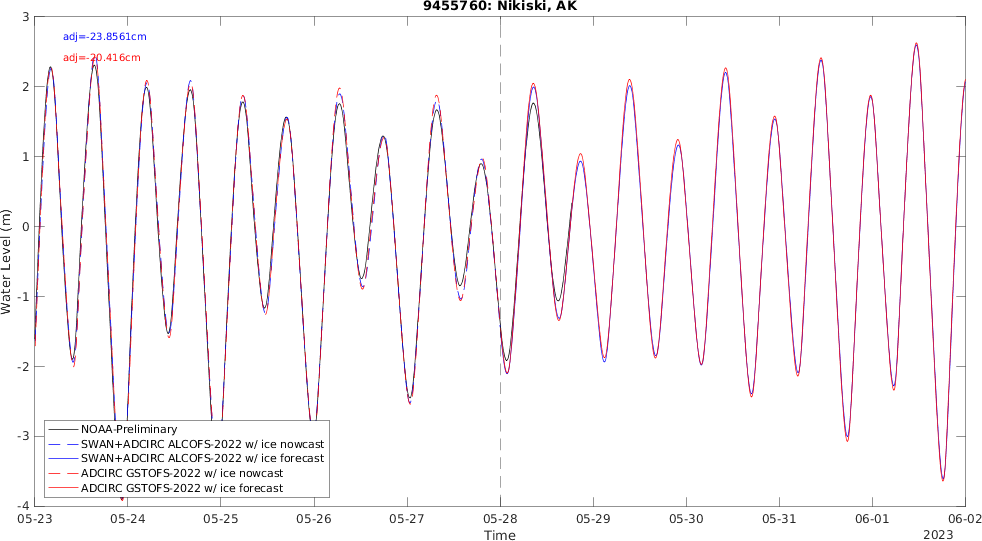 9455760: Nikiski, AK
adj=-23.8561cm
adj=-20.416cm
Water Level (m)
3
2
1
0
-1
-2
-3
-4
NOAA-Preliminary
SWAN+ADCIRC ALCOFS-2022 w/ ice nowcast
SWAN+ADCIRC ALCOFS-2022 w/ ice forecast
ADCIRC GSTOFS-2022 w/ ice nowcast
ADCIRC GSTOFS-2022 w/ ice forecast
05-23 05-24 05-25 05-26 05-27 05-28 05-29 05-30 05-31 06-01 06-02
Time 2023